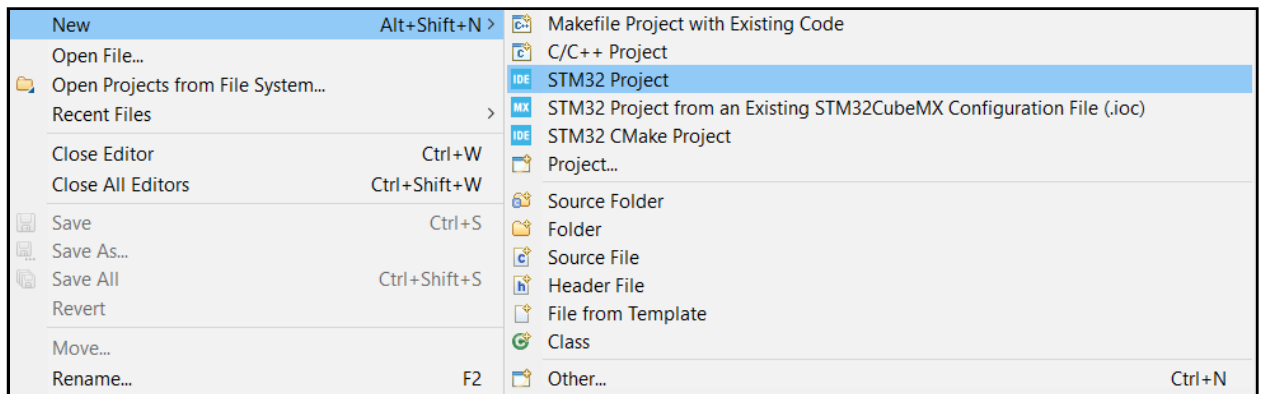 New Alt+Shift+N >
Open File...
Open Projects from File System...
Recent Files >
Close Editor Ctrl+W
Close All Editors Ctrl+Shift+W
Save Ctrl+S
Save As...
Save All Ctrl+Shift+S
Revert
Move...
Rename... F2
Makefile Project with Existing Code
C/C++ Project
IDE STM32 Project
MX STM32 Project from an Existing STM32CubeMX Configuration File (.ioc)
IDE STM32 CMake Project
Project...
Source Folder
Folder
Source File
Header File
File from Template
Class
Other... Ctrl+N